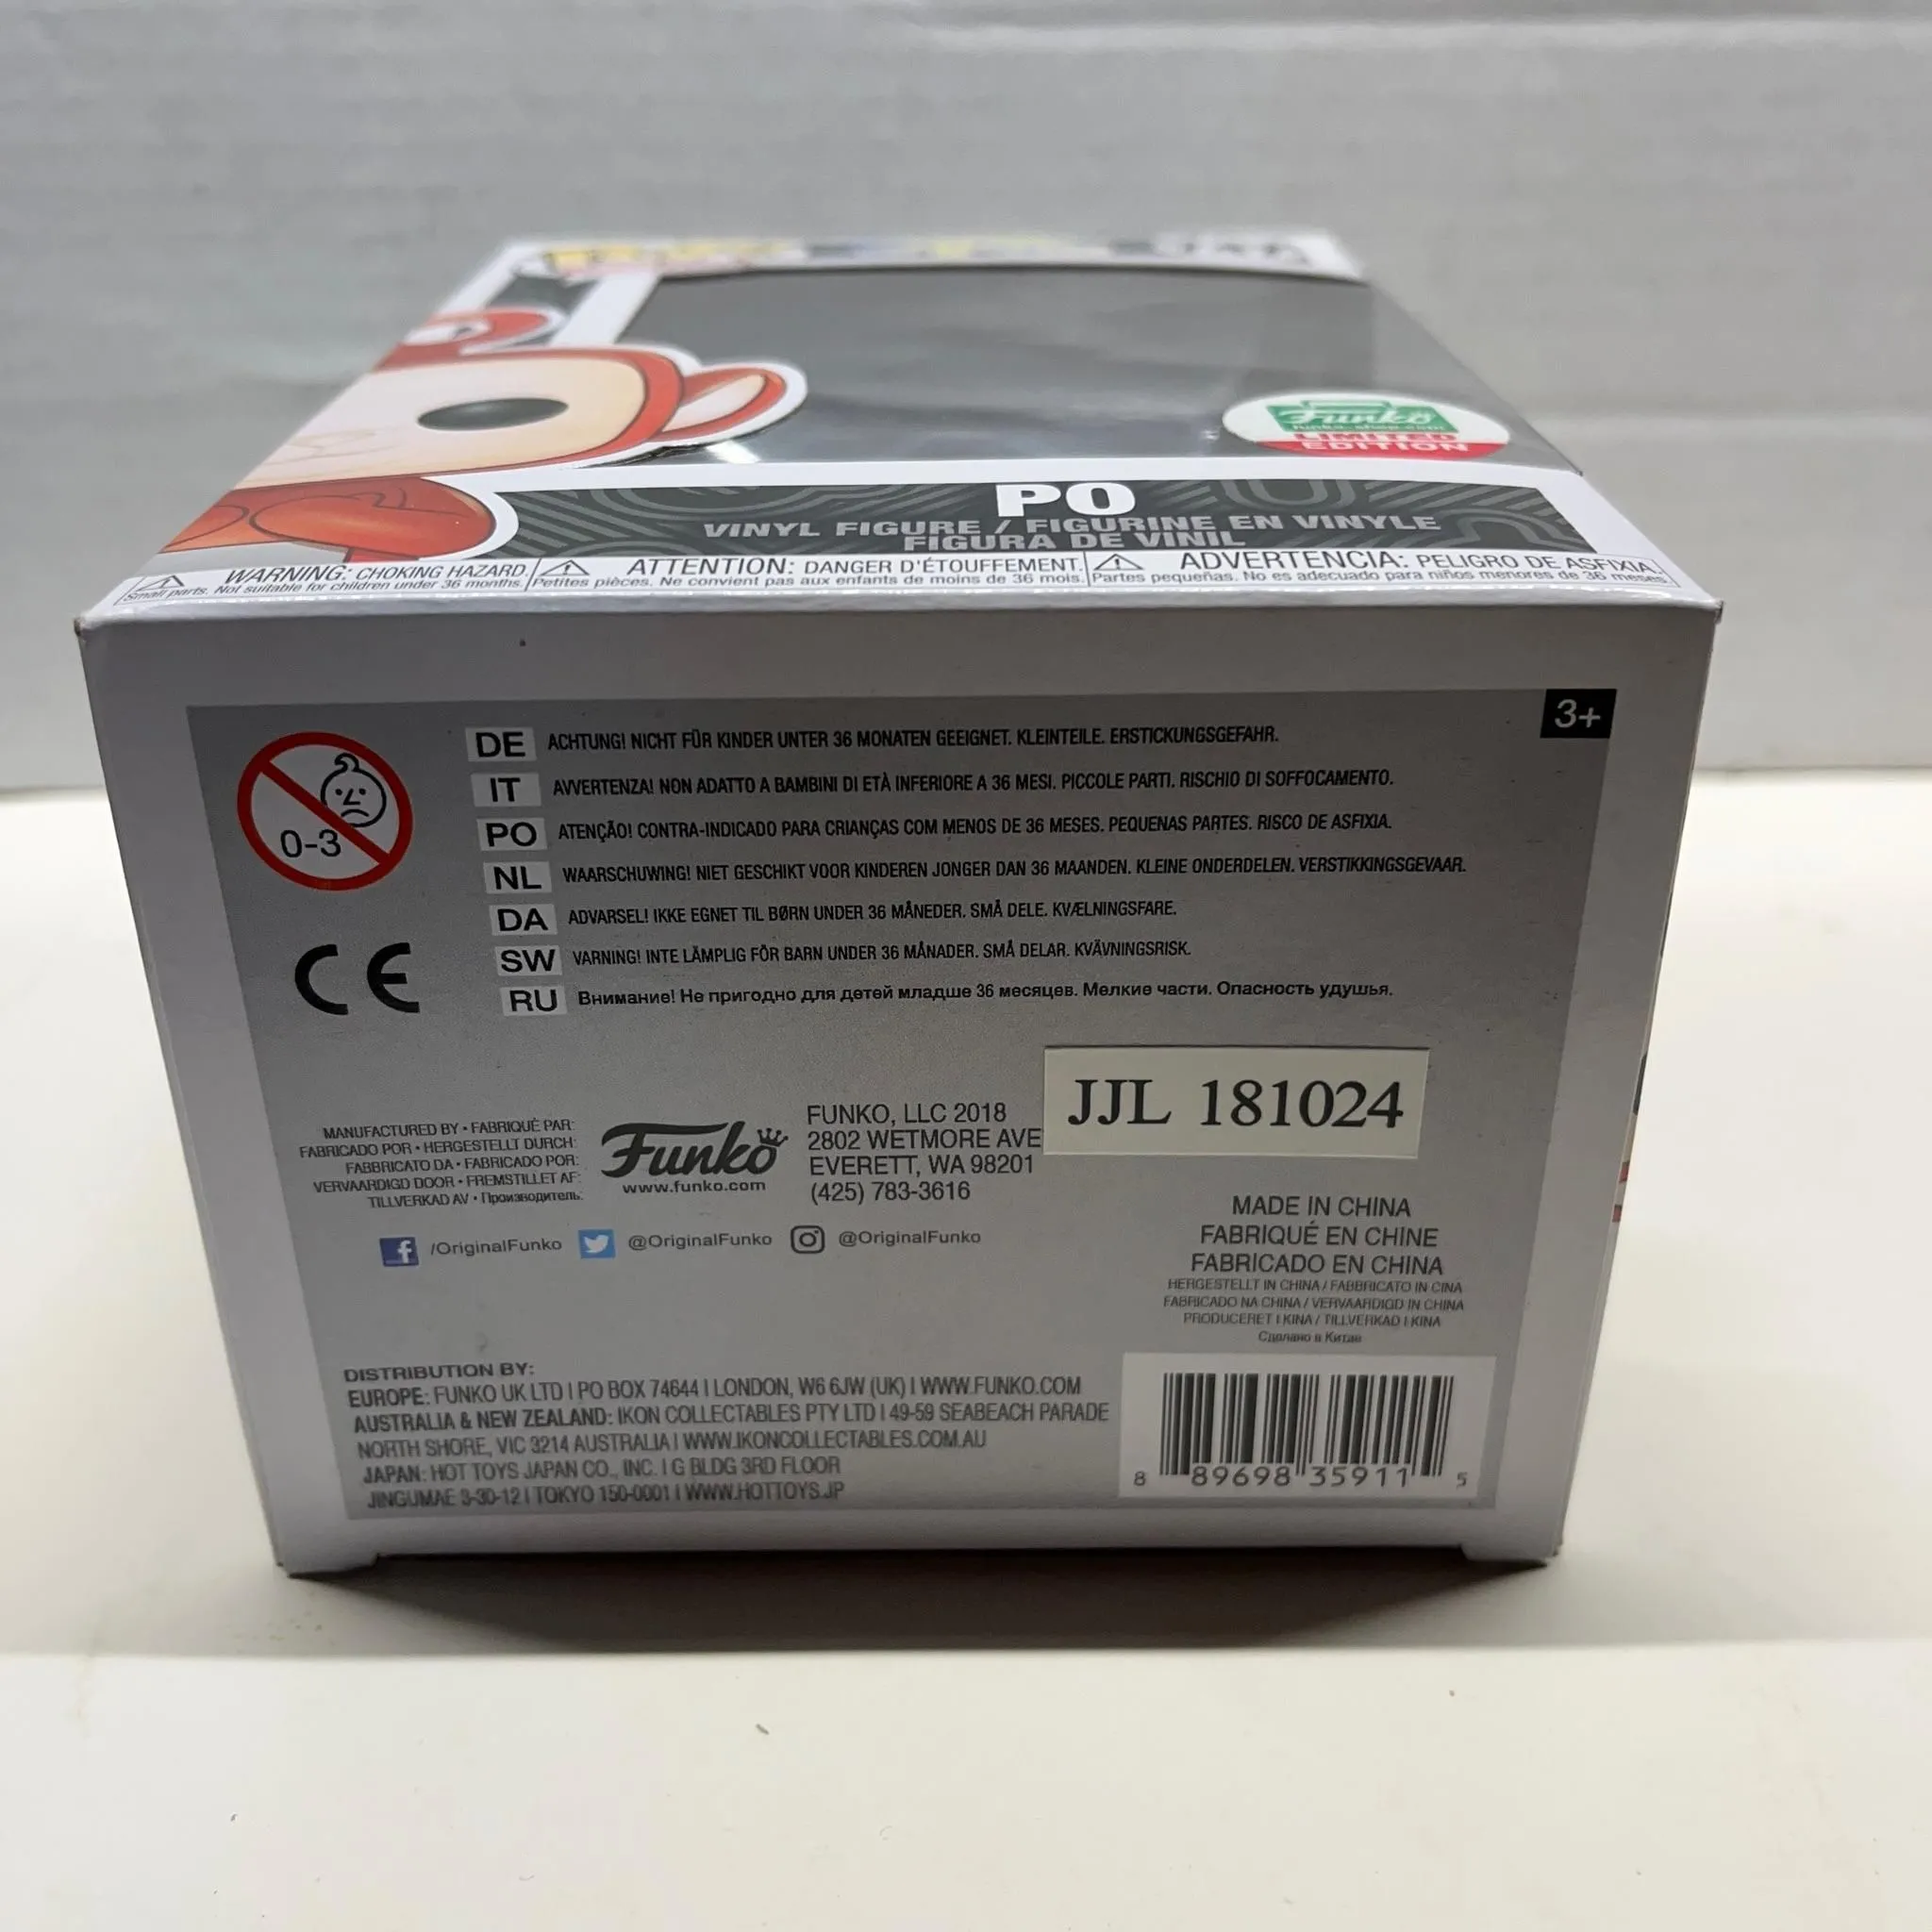 Funko
funko-shop.com
LIMITED
EDITION
PO
VINYL FIGURE / FIGURINE EN VINYLE
FIGURA DE VINIL
WARNING: CHOKING HAZARD.
Small parts. Not suitable for children under 36 months.
ATTENTION: DANGER D'ÉTOUFFEMENT.
Petites pièces. Ne convient pas aux enfants de moins de 36 mois.
ADVERTENCIA: PELIGRO DE ASFIXIA.
Partes pequeñas. No es adecuado para niños menores de 36 meses.
3+
0-3
DE ACHTUNG! NICHT FÜR KINDER UNTER 36 MONATEN GEEIGNET. KLEINTEILE. ERSTICKUNGSGEFAHR.
IT AVVERTENZA! NON ADATTO A BAMBINI DI ETÀ INFERIORE A 36 MESI. PICCOLE PARTI. RISCHIO DI SOFFOCAMENTO.
PO ATENÇÃO! CONTRA-INDICADO PARA CRIANÇAS COM MENOS DE 36 MESES. PEQUENAS PARTES. RISCO DE ASFIXIA.
NL WAARSCHUWING! NIET GESCHIKT VOOR KINDEREN JONGER DAN 36 MAANDEN. KLEINE ONDERDELEN. VERSTIKKINGSGEVAAR.
DA ADVARSEL! IKKE EGNET TIL BØRN UNDER 36 MÅNEDER. SMÅ DELE. KVÆLNINGSFARE.
SW VARNING! INTE LÄMPLIG FÖR BARN UNDER 36 MÅNADER. SMÅ DELAR. KVÄVNINGSRISK.
RU Внимание! Не пригодно для детей младше 36 месяцев. Мелкие части. Опасность удушья.
CE
JJL 181024
MANUFACTURED BY • FABRIQUÉ PAR:
FABRICADO POR • HERGESTELLT DURCH:
FABBRICATO DA • FABRICADO POR:
VERVAARDIGD DOOR • FREMSTILLET AF:
TILLVERKAD AV • Производитель:
Funko
www.funko.com
FUNKO, LLC 2018
2802 WETMORE AVE
EVERETT, WA 98201
(425) 783-3616
/OriginalFunko @OriginalFunko @OriginalFunko
MADE IN CHINA
FABRIQUÉ EN CHINE
FABRICADO EN CHINA
HERGESTELLT IN CHINA / FABBRICATO IN CINA
FABRICADO NA CHINA / VERVAARDIGD IN CHINA
PRODUCERET I KINA / TILLVERKAD I KINA
Сделано в Китае
DISTRIBUTION BY:
EUROPE: FUNKO UK LTD | PO BOX 74644 | LONDON, W6 6JW (UK) | WWW.FUNKO.COM
AUSTRALIA & NEW ZEALAND: IKON COLLECTABLES PTY LTD | 49-59 SEABEACH PARADE
NORTH SHORE, VIC 3214 AUSTRALIA | WWW.IKONCOLLECTABLES.COM.AU
JAPAN: HOT TOYS JAPAN CO., INC. | G BLDG 3RD FLOOR
JINGUMAE 3-30-12 | TOKYO 150-0001 | WWW.HOTTOYS.JP
8 89698 35911 5